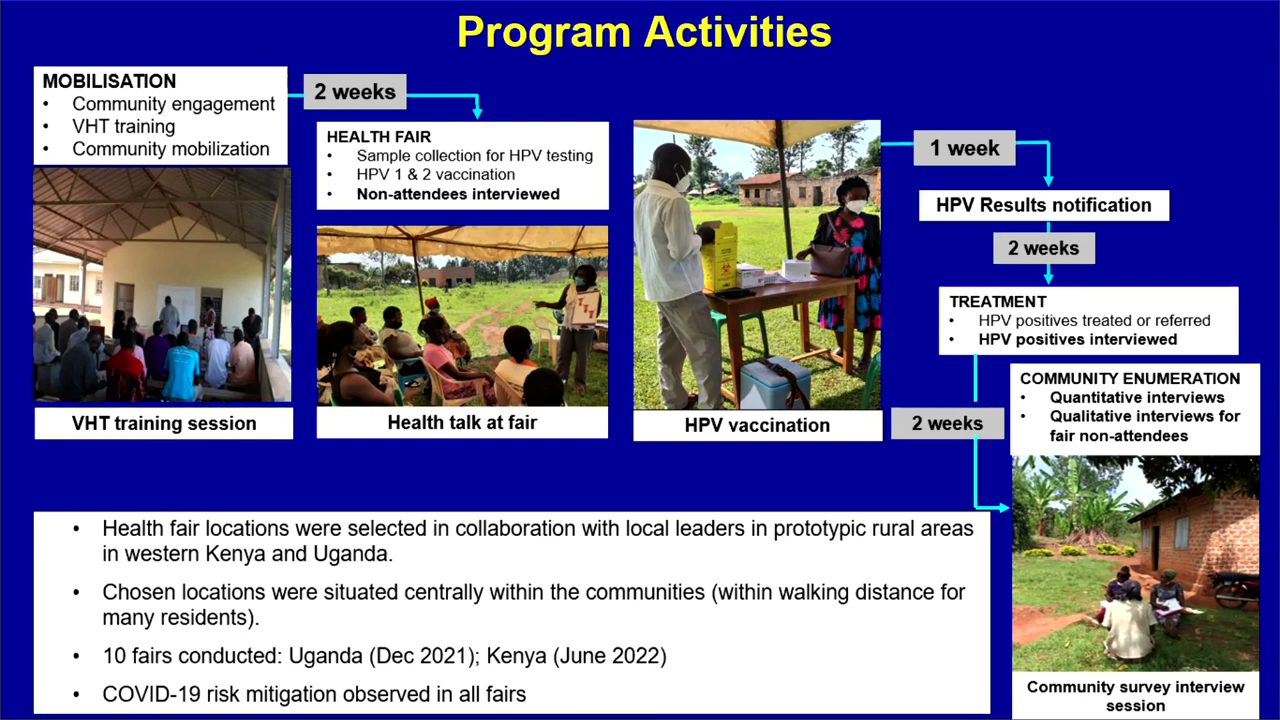 Program Activities
MOBILISATION
• Community engagement
• VHT training
• Community mobilization
2 weeks
HEALTH FAIR
• Sample collection for HPV testing
• HPV 1 & 2 vaccination
• Non-attendees interviewed
VHT training session
Health talk at fair
HPV vaccination
1 week
HPV Results notification
2 weeks
TREATMENT
• HPV positives treated or referred
• HPV positives interviewed
2 weeks
COMMUNITY ENUMERATION
• Quantitative interviews
• Qualitative interviews for
fair non-attendees
Community survey interview
session
• Health fair locations were selected in collaboration with local leaders in prototypic rural areas
in western Kenya and Uganda.
• Chosen locations were situated centrally within the communities (within walking distance for
many residents).
• 10 fairs conducted: Uganda (Dec 2021); Kenya (June 2022)
• COVID-19 risk mitigation observed in all fairs